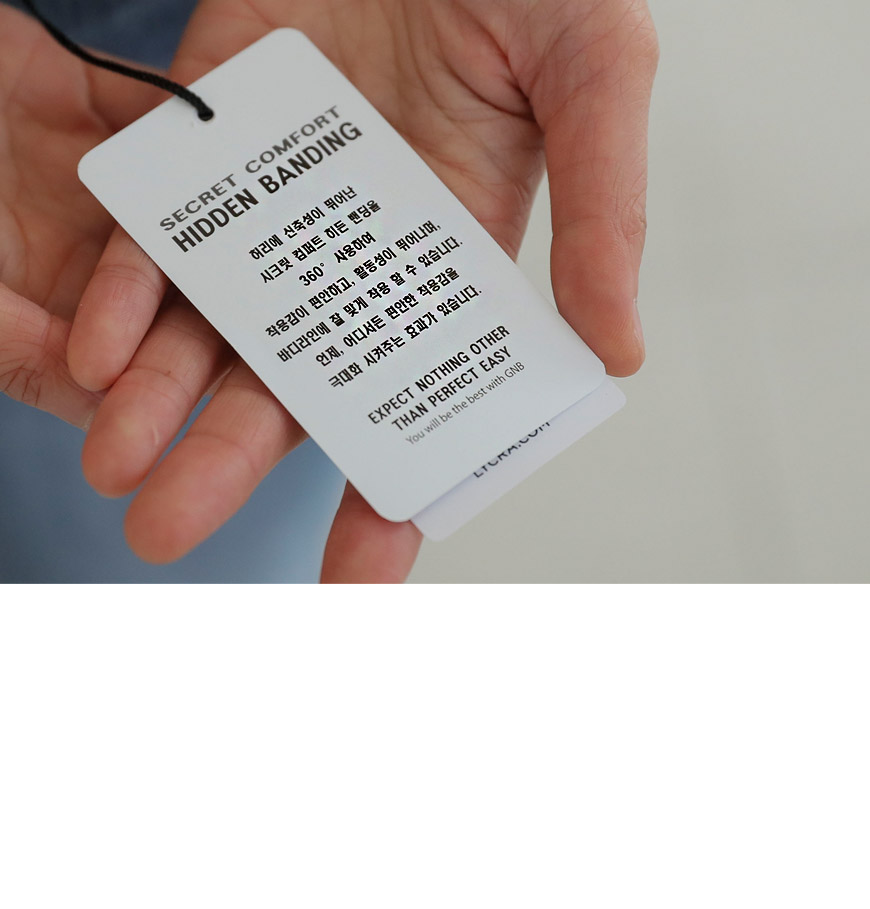 SECRET COMFORT
HIDDEN BANDING
허리에 신축성이 뛰어난
시크릿 컴퍼트 히든 밴딩을
360° 사용하여
착용감이 편안하고, 활동성이 뛰어나며,
바디라인에 잘 맞게 착용 할 수 있습니다.
언제, 어디서든 편안한 착용감을
극대화 시켜주는 효과가 있습니다.
EXPECT NOTHING OTHER
THAN PERFECT EASY
You will be the best with GNB
LYCRA.COM